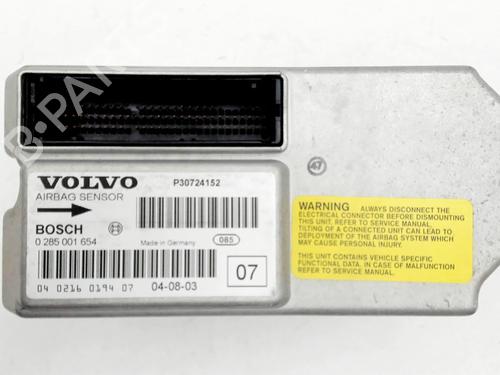 B-PARTS
47
VOLVO
AIRBAG SENSOR
P30724152
BOSCH
0 285 001 654
Made in Germany
085
04 0216 0194 07
04-08-03
07
WARNING ALWAYS DISCONNECT THE
ELECTRICAL CONNECTOR BEFORE DISMOUNTING
THIS UNIT. REFER TO SERVICE MANUAL.
TILTING OF A CONNECTED UNIT CAN LEAD TO
DEPLOYMENT OF THE AIRBAG SYSTEM WHICH
MAY CAUSE PERSONAL INJURY.
THIS UNIT CONTAINS VEHICLE SPECIFIC
FUNCTIONAL DATA. IN CASE OF MALFUNCTION
REFER TO SERVICE MANUAL.